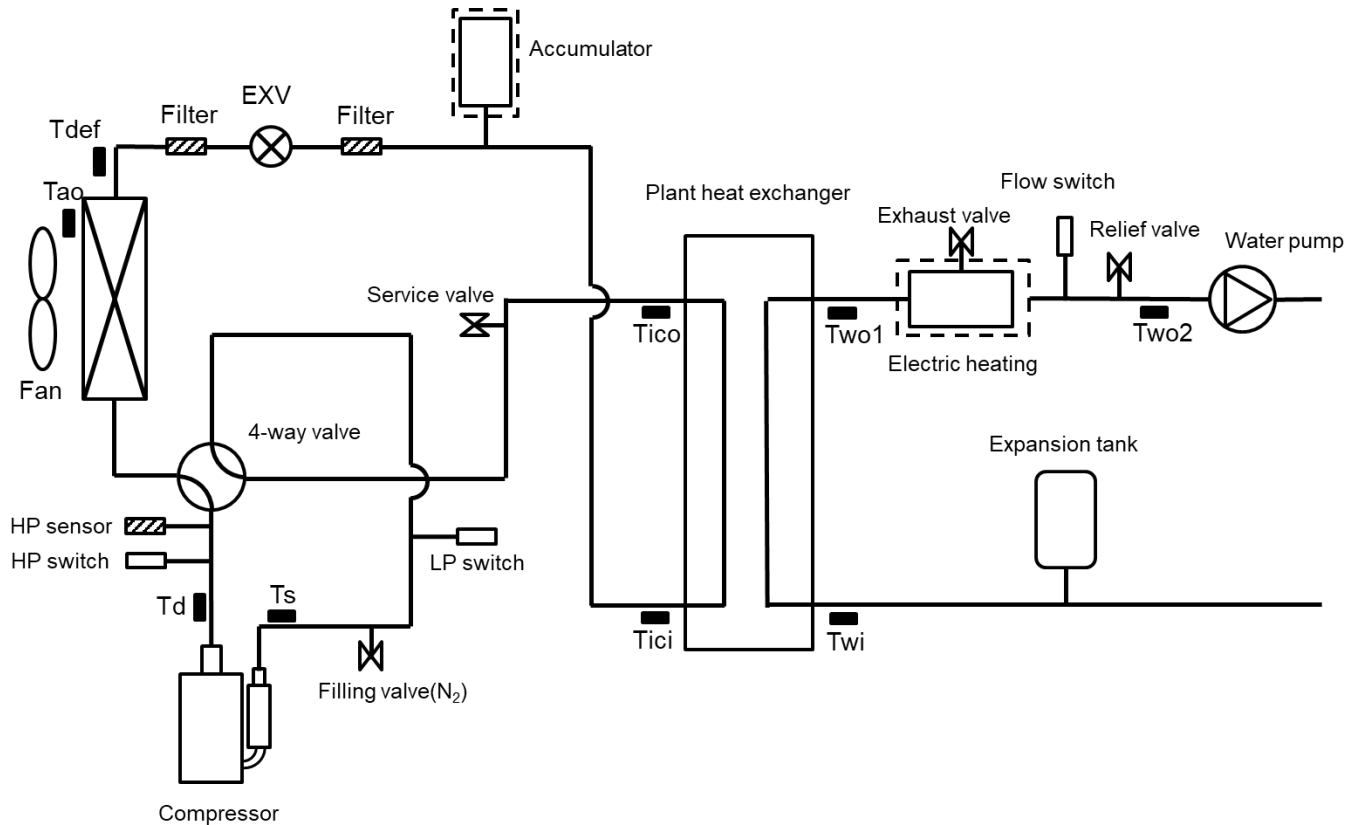 Accumulator
EXV
Filter
Filter
Tdef
Tao
Plant heat exchanger
Flow switch
Exhaust valve
Relief valve
Water pump
Service valve
Tico
Two1
Two2
Electric heating
Fan
4-way valve
Expansion tank
HP sensor
HP switch
LP switch
Td
Ts
Tici
Twi
Filling valve(N₂)
Compressor